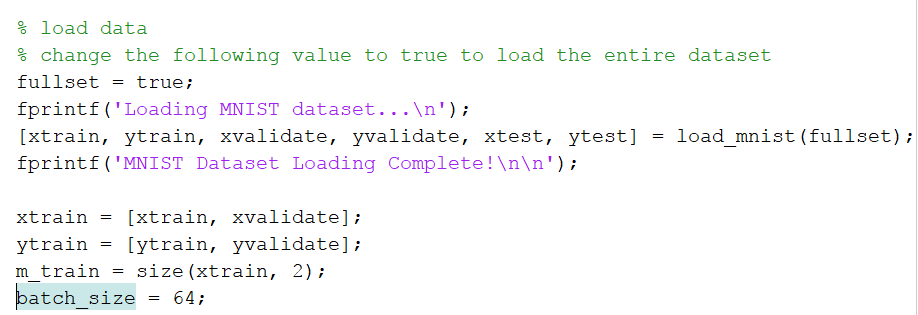 % load data
% change the following value to true to load the entire dataset
fullset = true;
fprintf('Loading MNIST dataset...\n');
[xtrain, ytrain, xvalidate, yvalidate, xtest, ytest] = load_mnist(fullset);
fprintf('MNIST Dataset Loading Complete!\n\n');
xtrain = [xtrain, xvalidate];
ytrain = [ytrain, yvalidate];
m_train = size(xtrain, 2);
batch_size = 64;